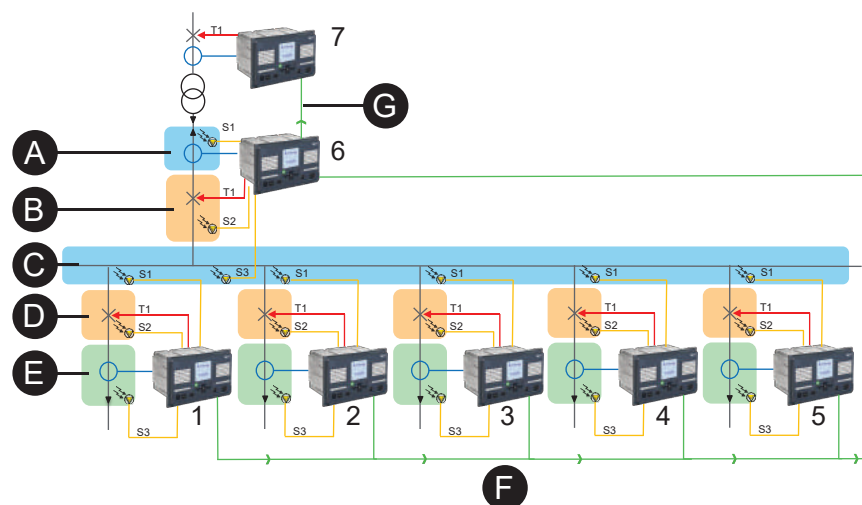 T1
7
G
S1
A
6
B
T1
S2
C
S1 S3 S1 S1 S1 S1
D
T1 T1 T1 T1 T1
S2 S2 S2 S2 S2
E
1 2 3 4 5
S3 S3 S3 S3 S3
F